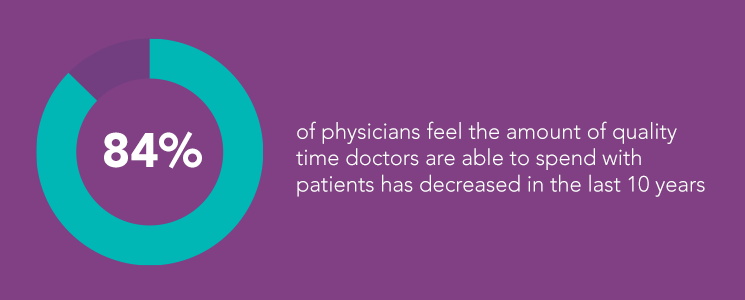 84%
of physicians feel the amount of quality
time doctors are able to spend with
patients has decreased in the last 10 years